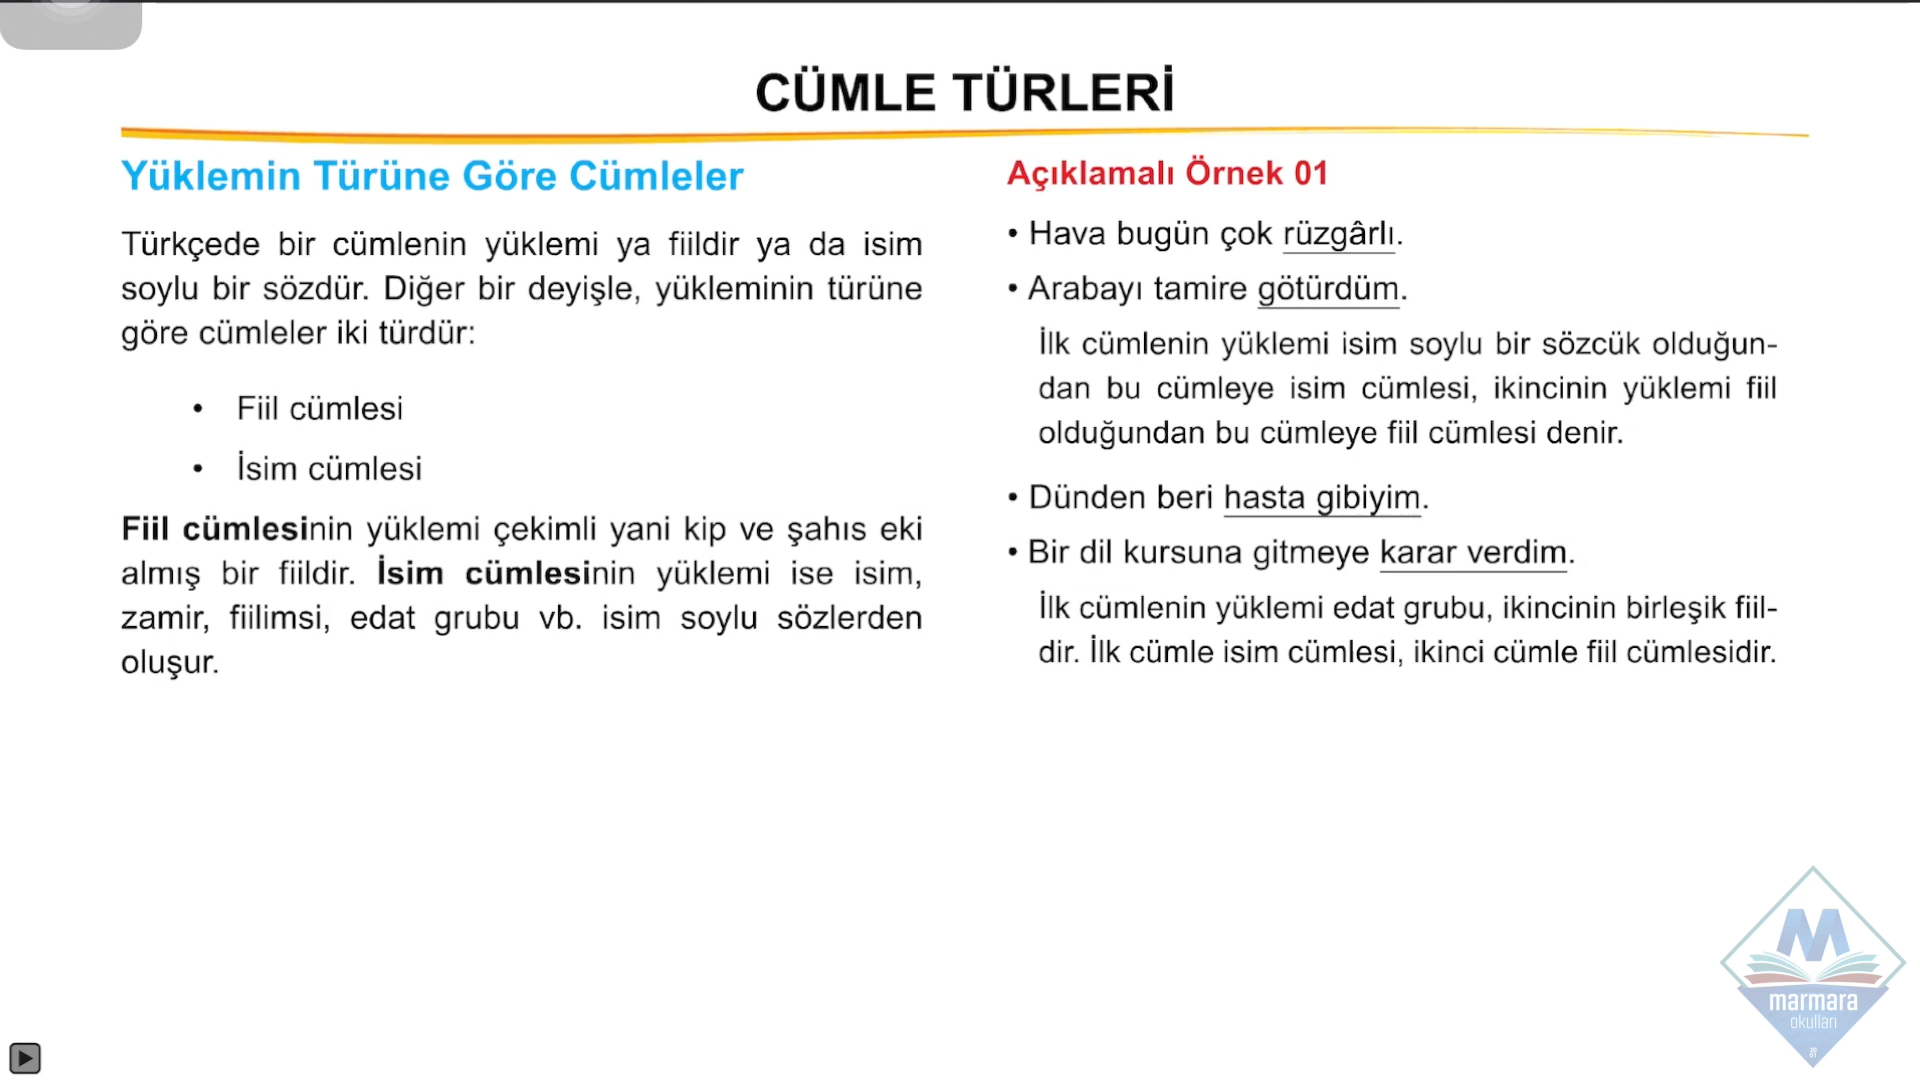 CÜMLE TÜRLERİ
Yüklemin Türüne Göre Cümleler
Türkçede bir cümlenin yüklemi ya fiildir ya da isim
soylu bir sözdür. Diğer bir deyişle, yükleminin türüne
göre cümleler iki türdür:
• Fiil cümlesi
• İsim cümlesi
Fiil cümlesinin yüklemi çekimli yani kip ve şahıs eki
almış bir fiildir. İsim cümlesinin yüklemi ise isim,
zamir, fiilimsi, edat grubu vb. isim soylu sözlerden
oluşur.
Açıklamalı Örnek 01
• Hava bugün çok rüzgârlı.
• Arabayı tamire götürdüm.
İlk cümlenin yüklemi isim soylu bir sözcük olduğun-
dan bu cümleye isim cümlesi, ikincinin yüklemi fiil
olduğundan bu cümleye fiil cümlesi denir.
• Dünden beri hasta gibiyim.
• Bir dil kursuna gitmeye karar verdim.
İlk cümlenin yüklemi edat grubu, ikincinin birleşik fiil-
dir. İlk cümle isim cümlesi, ikinci cümle fiil cümlesidir.
M
marmara
okulları
20
01